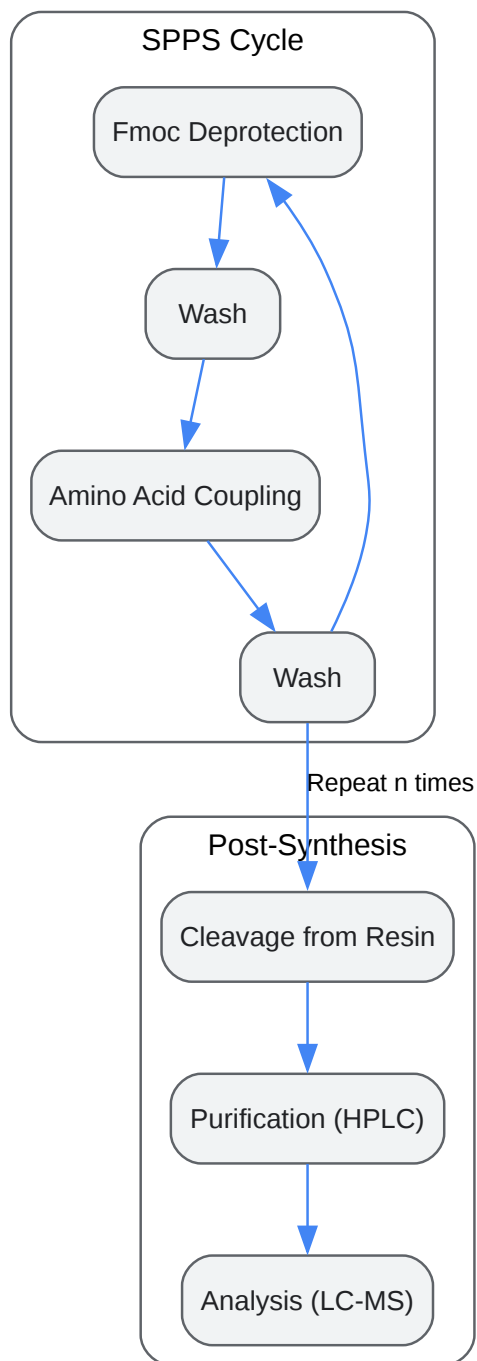 SPPS Cycle
Fmoc Deprotection
Wash
Amino Acid Coupling
Wash
Repeat n times
Post-Synthesis
Cleavage from Resin
Purification (HPLC)
Analysis (LC-MS)